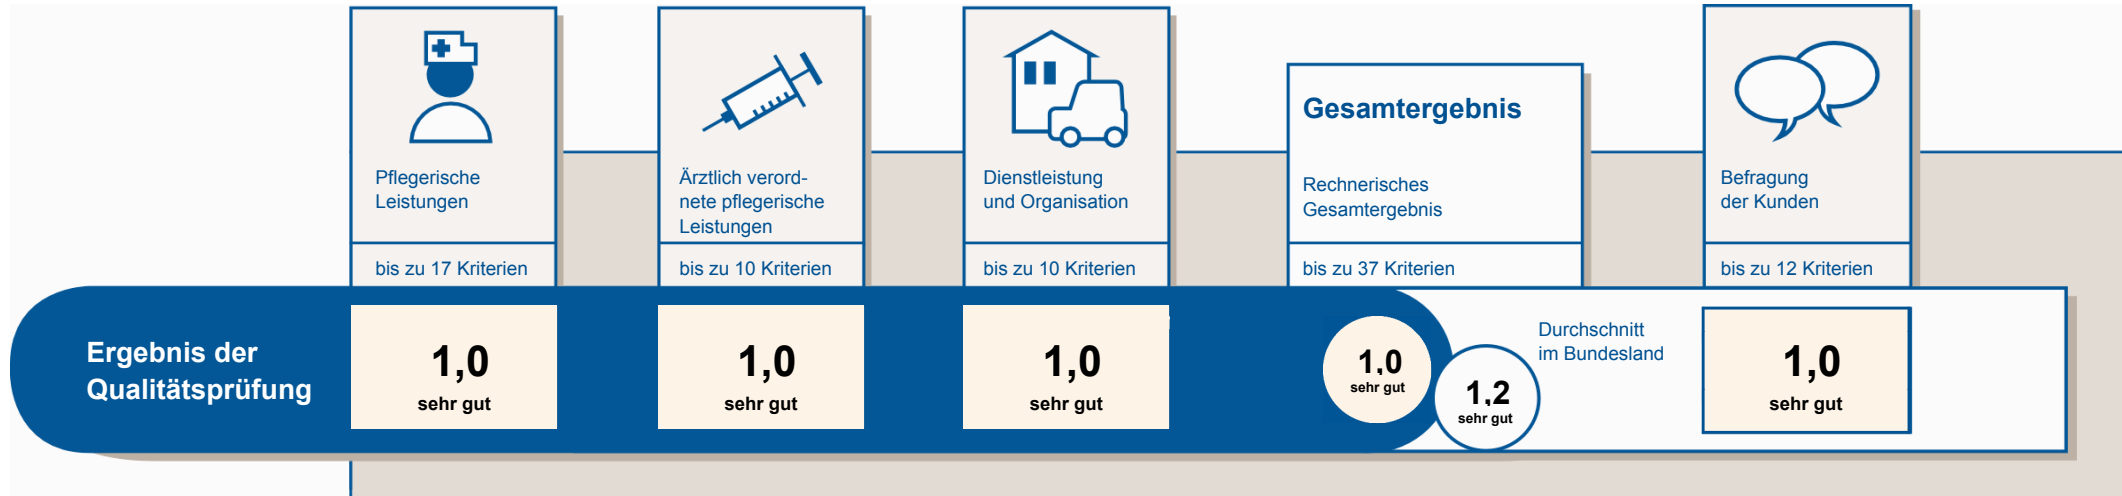 Pflegerische
Leistungen
bis zu 17 Kriterien
Ärztlich verord-
nete pflegerische
Leistungen
bis zu 10 Kriterien
Dienstleistung
und Organisation
bis zu 10 Kriterien
Gesamtergebnis
Rechnerisches
Gesamtergebnis
bis zu 37 Kriterien
Befragung
der Kunden
bis zu 12 Kriterien
Ergebnis der
Qualitätsprüfung
1,0
sehr gut
1,0
sehr gut
1,0
sehr gut
1,0
sehr gut
1,2
sehr gut
Durchschnitt
im Bundesland
1,0
sehr gut